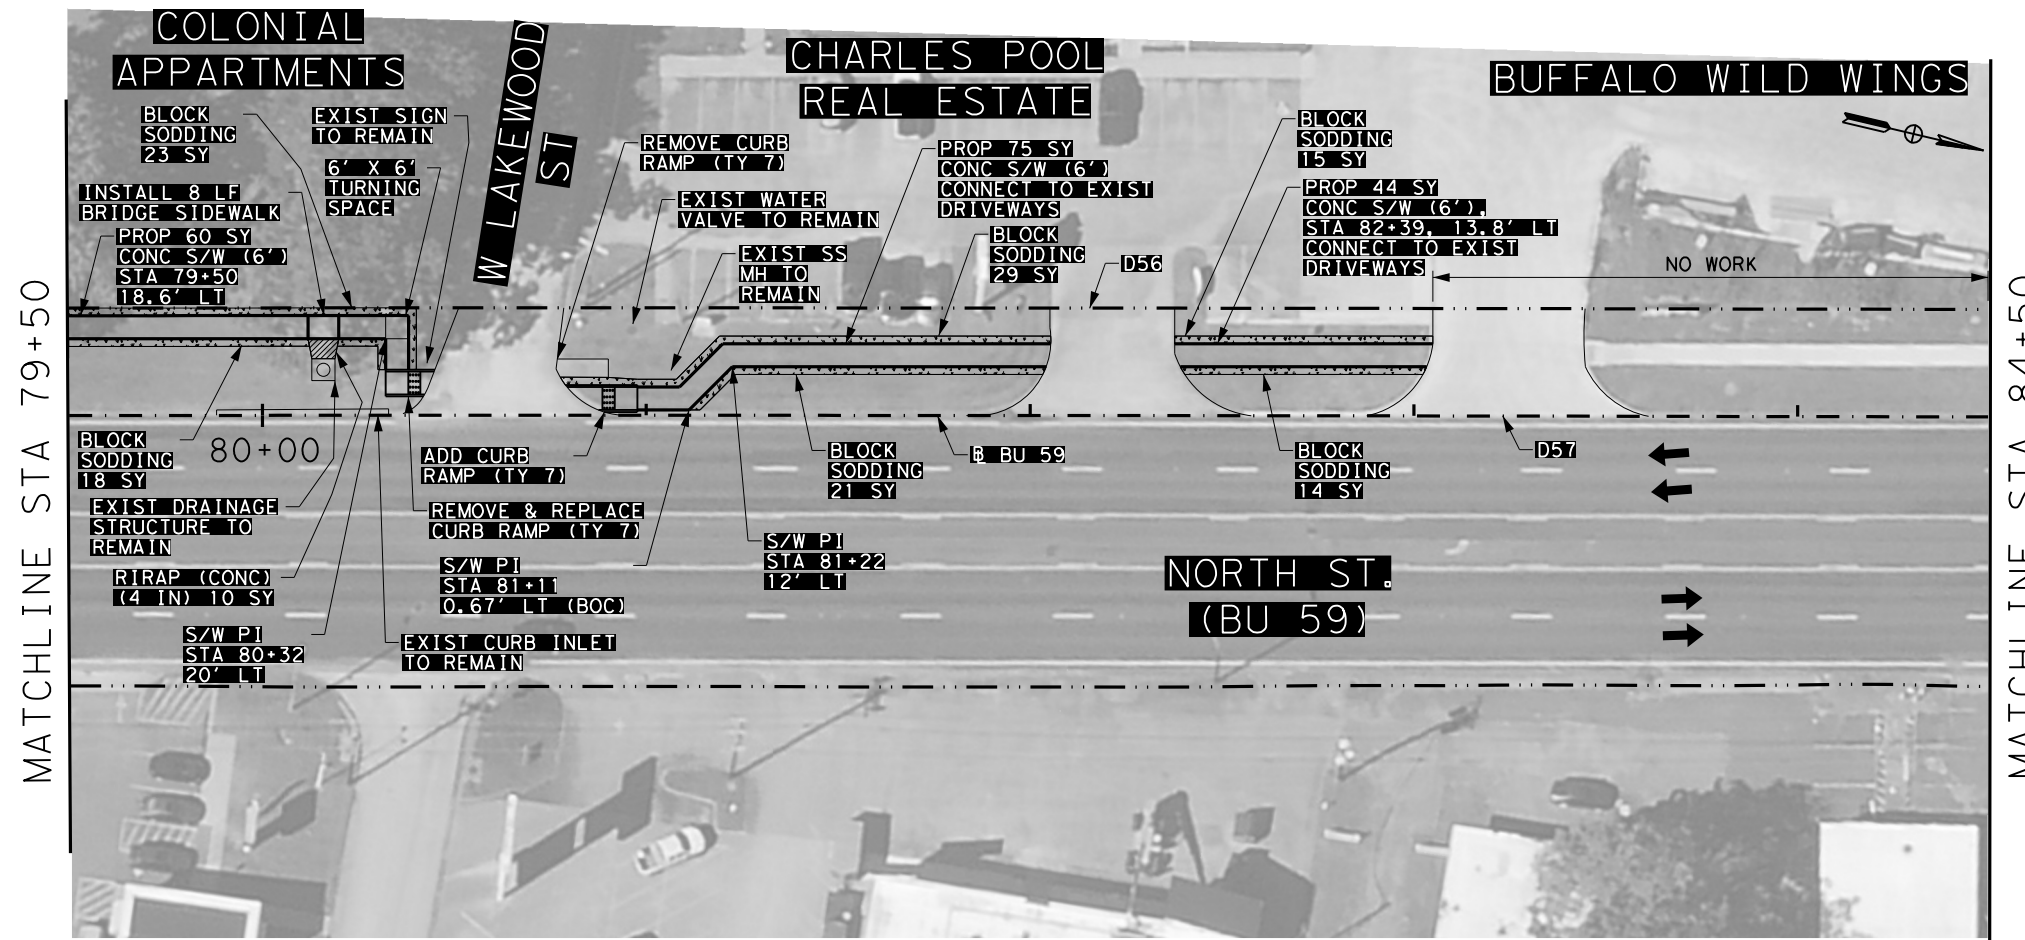 COLONIAL
APPARTMENTS
W LAKEWOOD
ST
CHARLES POOL
REAL ESTATE
BUFFALO WILD WINGS
BLOCK
SODDING
23 SY
EXIST SIGN
TO REMAIN
6' X 6'
TURNING
SPACE
INSTALL 8 LF
BRIDGE SIDEWALK
PROP 60 SY
CONC S/W (6')
STA 79+50
18.6' LT
REMOVE CURB
RAMP (TY 7)
EXIST WATER
VALVE TO REMAIN
EXIST SS
MH TO
REMAIN
PROP 75 SY
CONC S/W (6')
CONNECT TO EXIST
DRIVEWAYS
BLOCK
SODDING
29 SY
D56
BLOCK
SODDING
15 SY
PROP 44 SY
CONC S/W (6'),
STA 82+39, 13.8' LT
CONNECT TO EXIST
DRIVEWAYS
NO WORK
MATCHLINE STA 79+50
MATCHLINE STA 84+50
80+00
BLOCK
SODDING
18 SY
EXIST DRAINAGE
STRUCTURE TO
REMAIN
RIRAP (CONC)
(4 IN) 10 SY
S/W PI
STA 80+32
20' LT
ADD CURB
RAMP (TY 7)
REMOVE & REPLACE
CURB RAMP (TY 7)
S/W PI
STA 81+11
0.67' LT (BOC)
EXIST CURB INLET
TO REMAIN
S/W PI
STA 81+22
12' LT
BLOCK
SODDING
21 SY
℄ BU 59
BLOCK
SODDING
14 SY
D57
NORTH ST.
(BU 59)